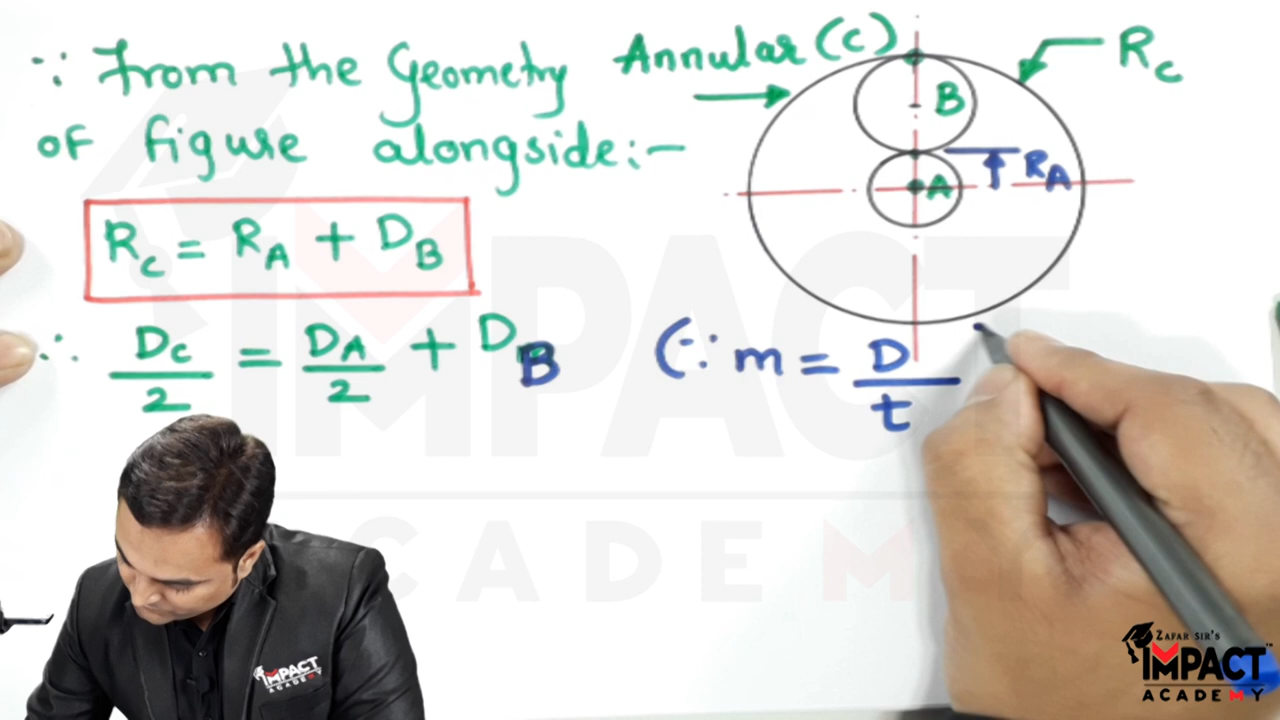 ∵ From the Geometry
of figure alongside:-
Annular (C)
R_C
B
R_A
A
R_C = R_A + D_B
∴ D_C/2 = D_A/2 + D_B (∵ m = D/t
IMPACT
ACADEMY
IMPACT
ACADEMY
ZAFAR SIR'S
IMPACT
ACADEMY